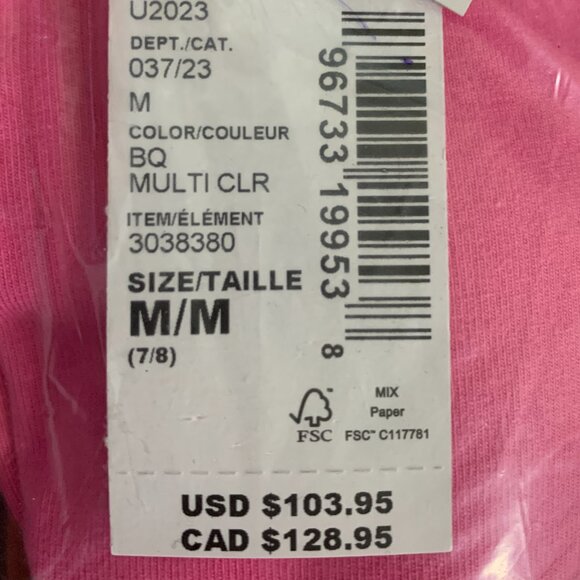 U2023
DEPT./CAT.
037/23
M
COLOR/COULEUR
BQ
MULTI CLR
ITEM/ÉLÉMENT
3038380
SIZE/TAILLE
M/M
(7/8)
96733 19953 8
FSC
MIX
Paper
FSC™ C117781
USD $103.95
CAD $128.95